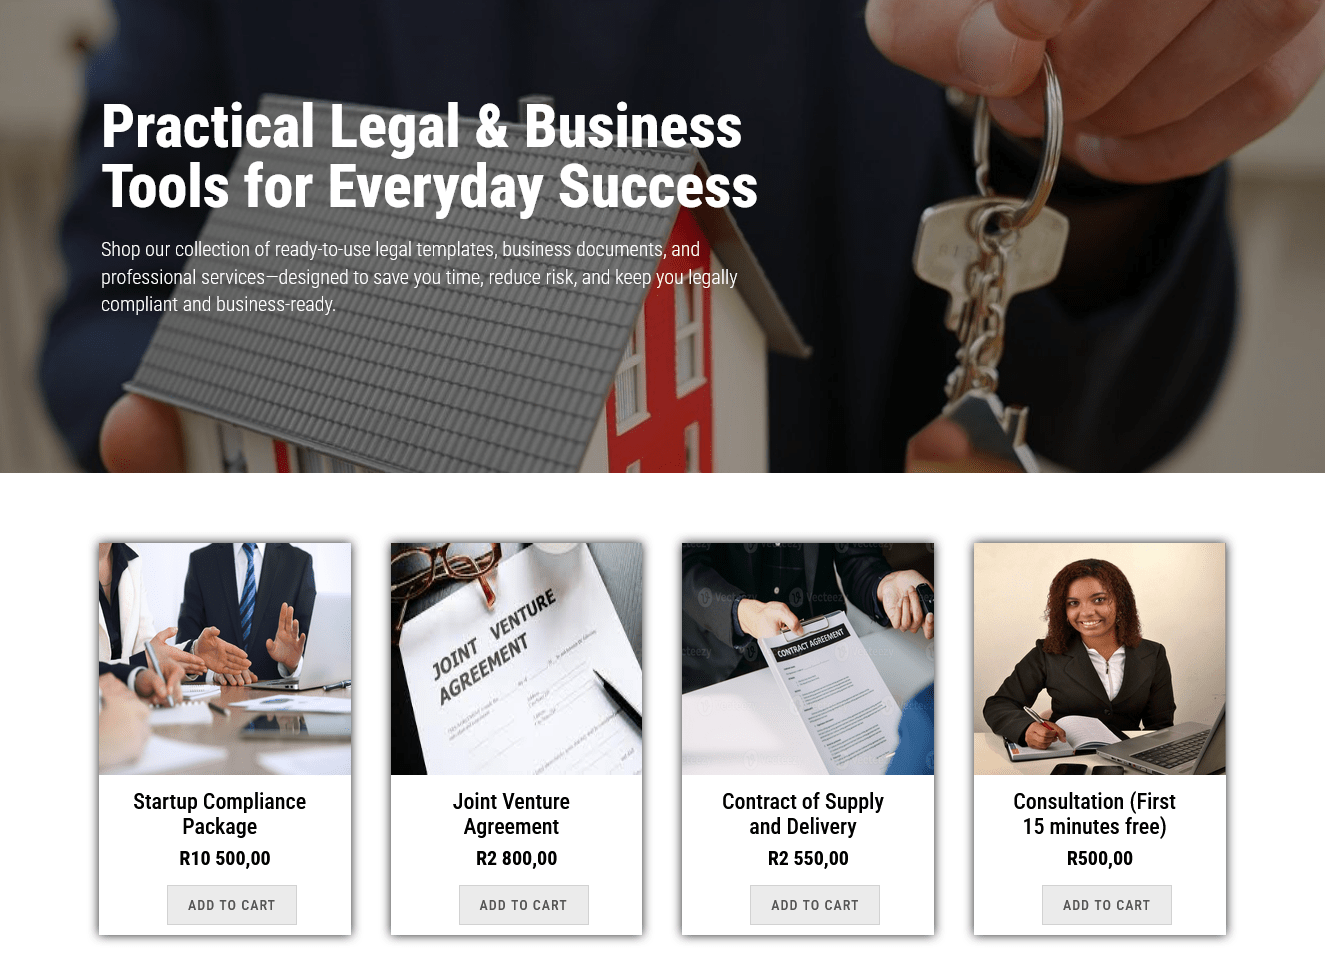 Practical Legal & Business
Tools for Everyday Success
Shop our collection of ready-to-use legal templates, business documents, and
professional services—designed to save you time, reduce risk, and keep you legally
compliant and business-ready.
JOINT VENTURE
AGREEMENT
Vecteezy
Vecteezy
CONTRACT AGREEMENT
Startup Compliance
Package
R10 500,00
ADD TO CART
Joint Venture
Agreement
R2 800,00
ADD TO CART
Contract of Supply
and Delivery
R2 550,00
ADD TO CART
Consultation (First
15 minutes free)
R500,00
ADD TO CART